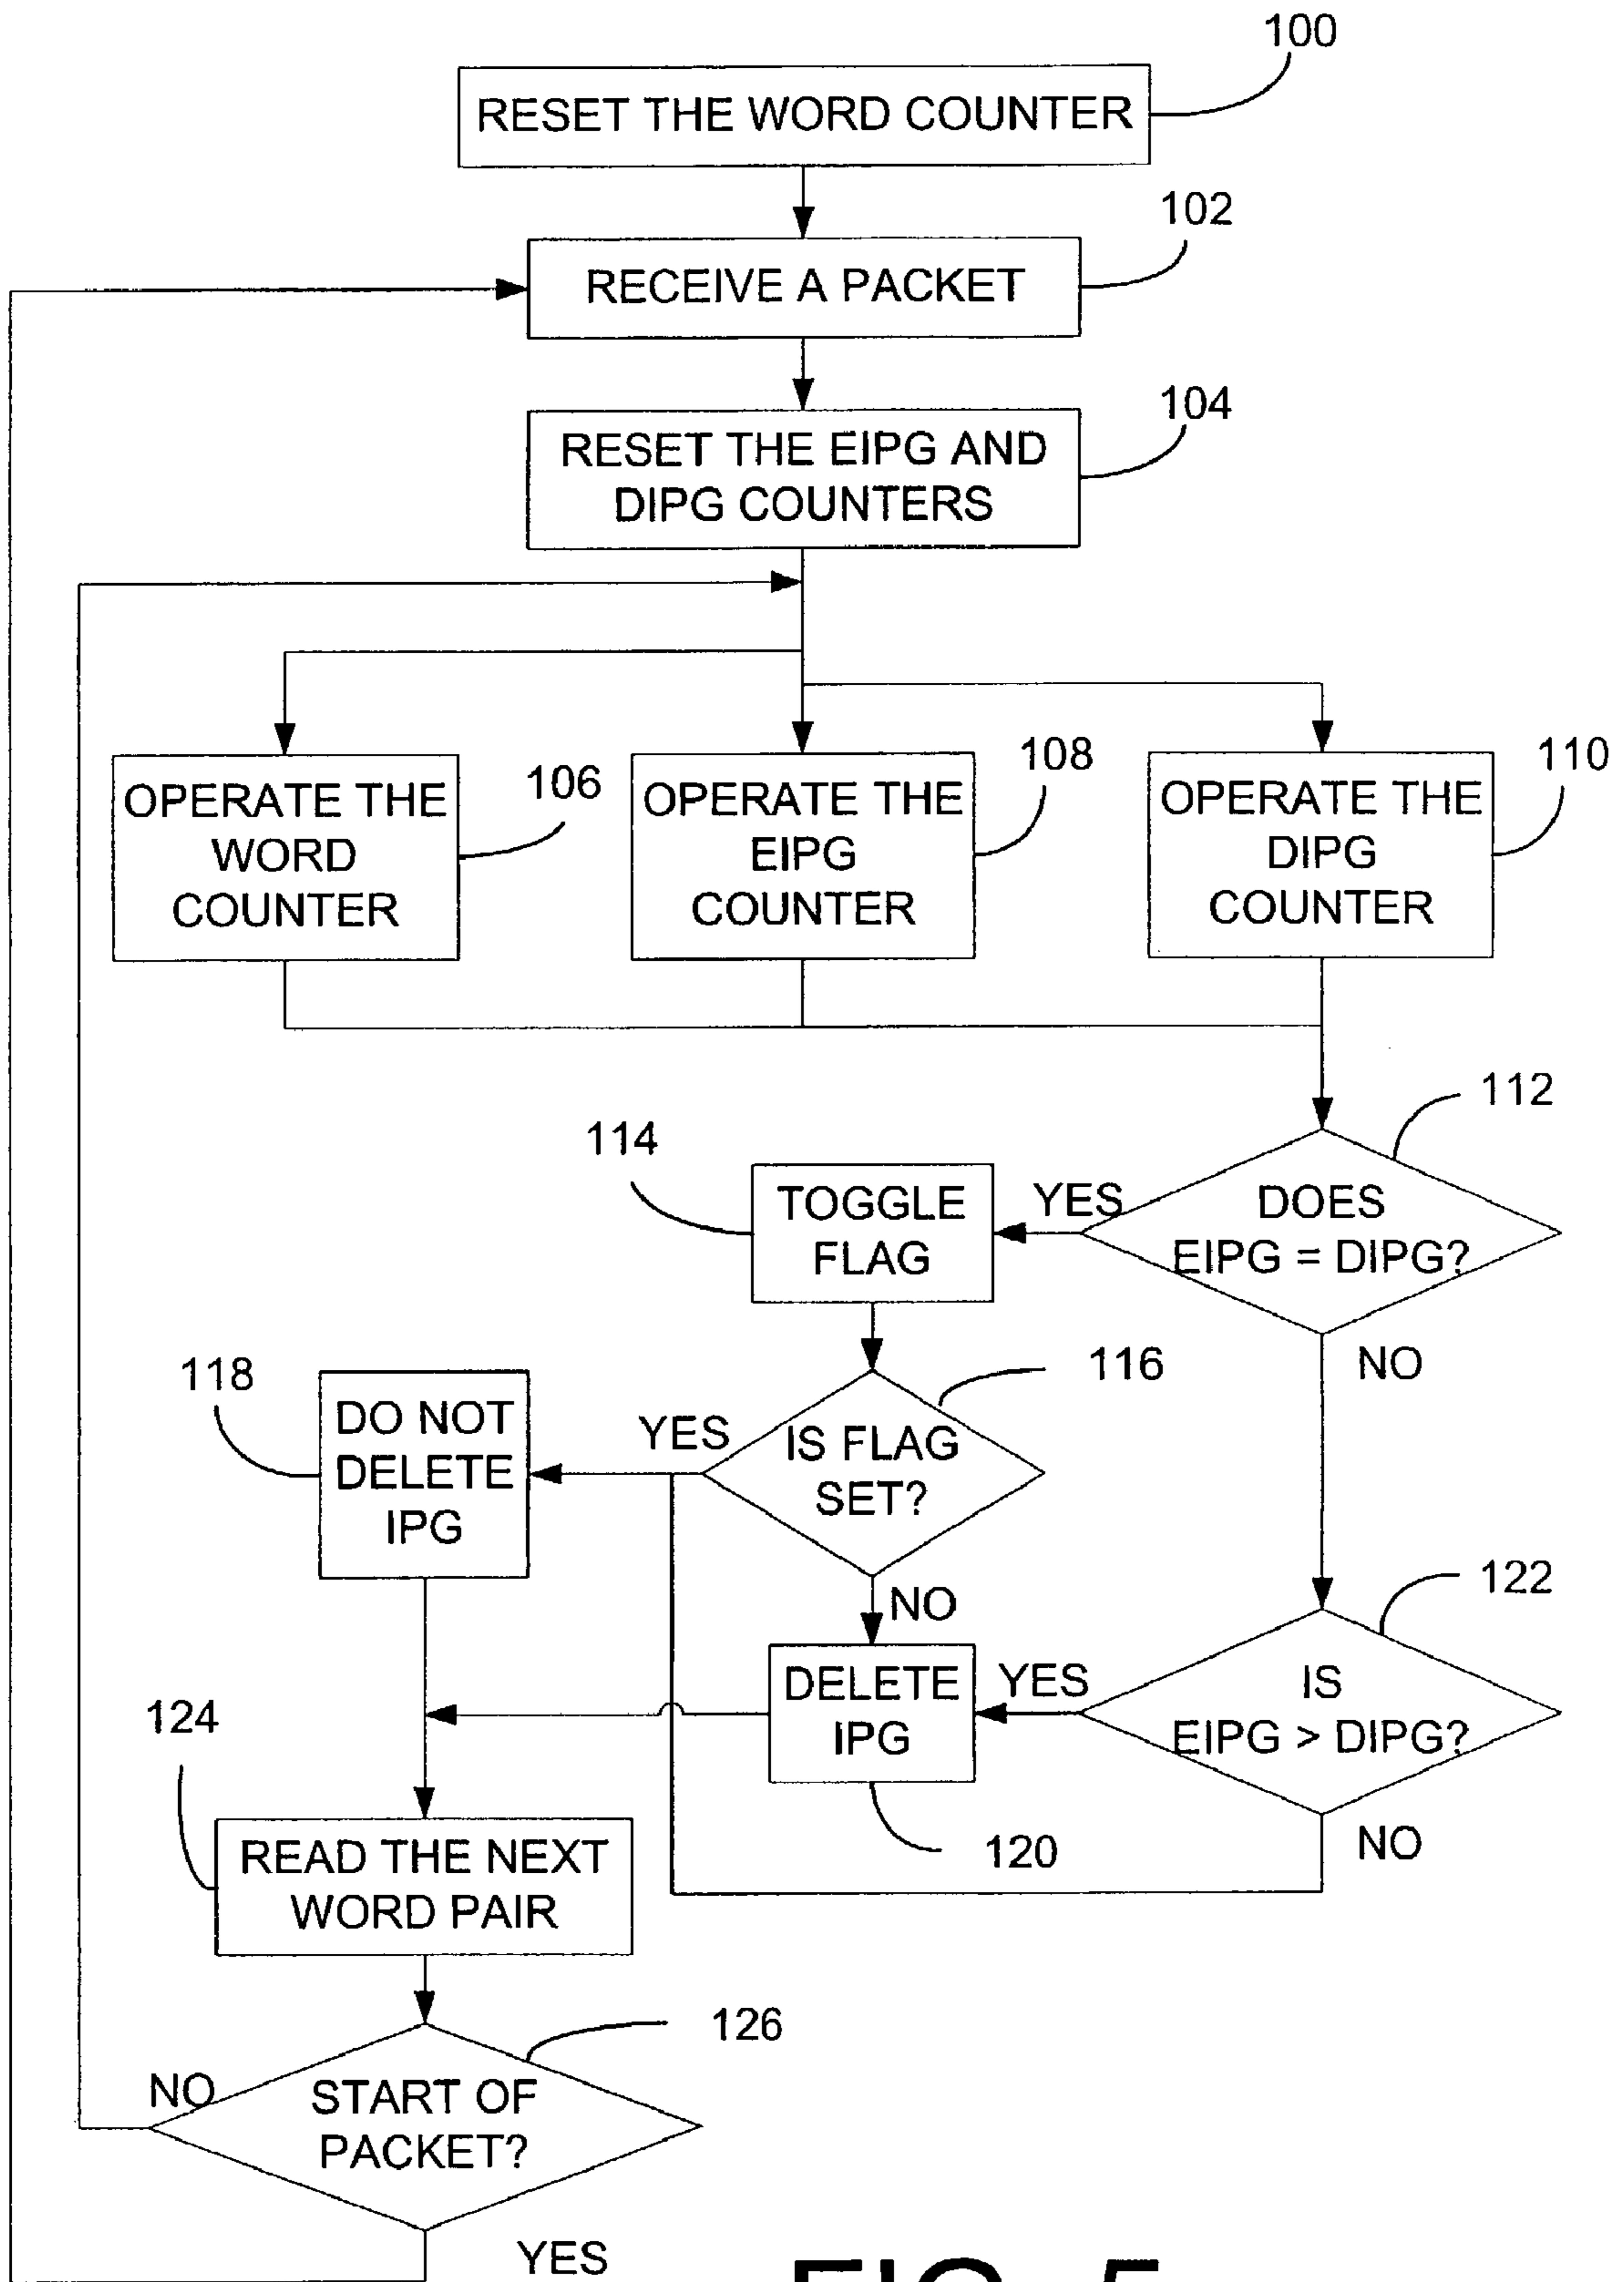 100
RESET THE WORD COUNTER
102
RECEIVE A PACKET
104
RESET THE EIPG AND
DIPG COUNTERS
106
OPERATE THE
WORD
COUNTER
108
OPERATE THE
EIPG
COUNTER
110
OPERATE THE
DIPG
COUNTER
112
DOES
EIPG = DIPG?
YES
NO
114
TOGGLE
FLAG
116
IS FLAG
SET?
YES
NO
118
DO NOT
DELETE
IPG
122
IS
EIPG > DIPG?
YES
NO
DELETE
IPG
120
124
READ THE NEXT
WORD PAIR
126
START OF
PACKET?
NO
YES
FIG. 5